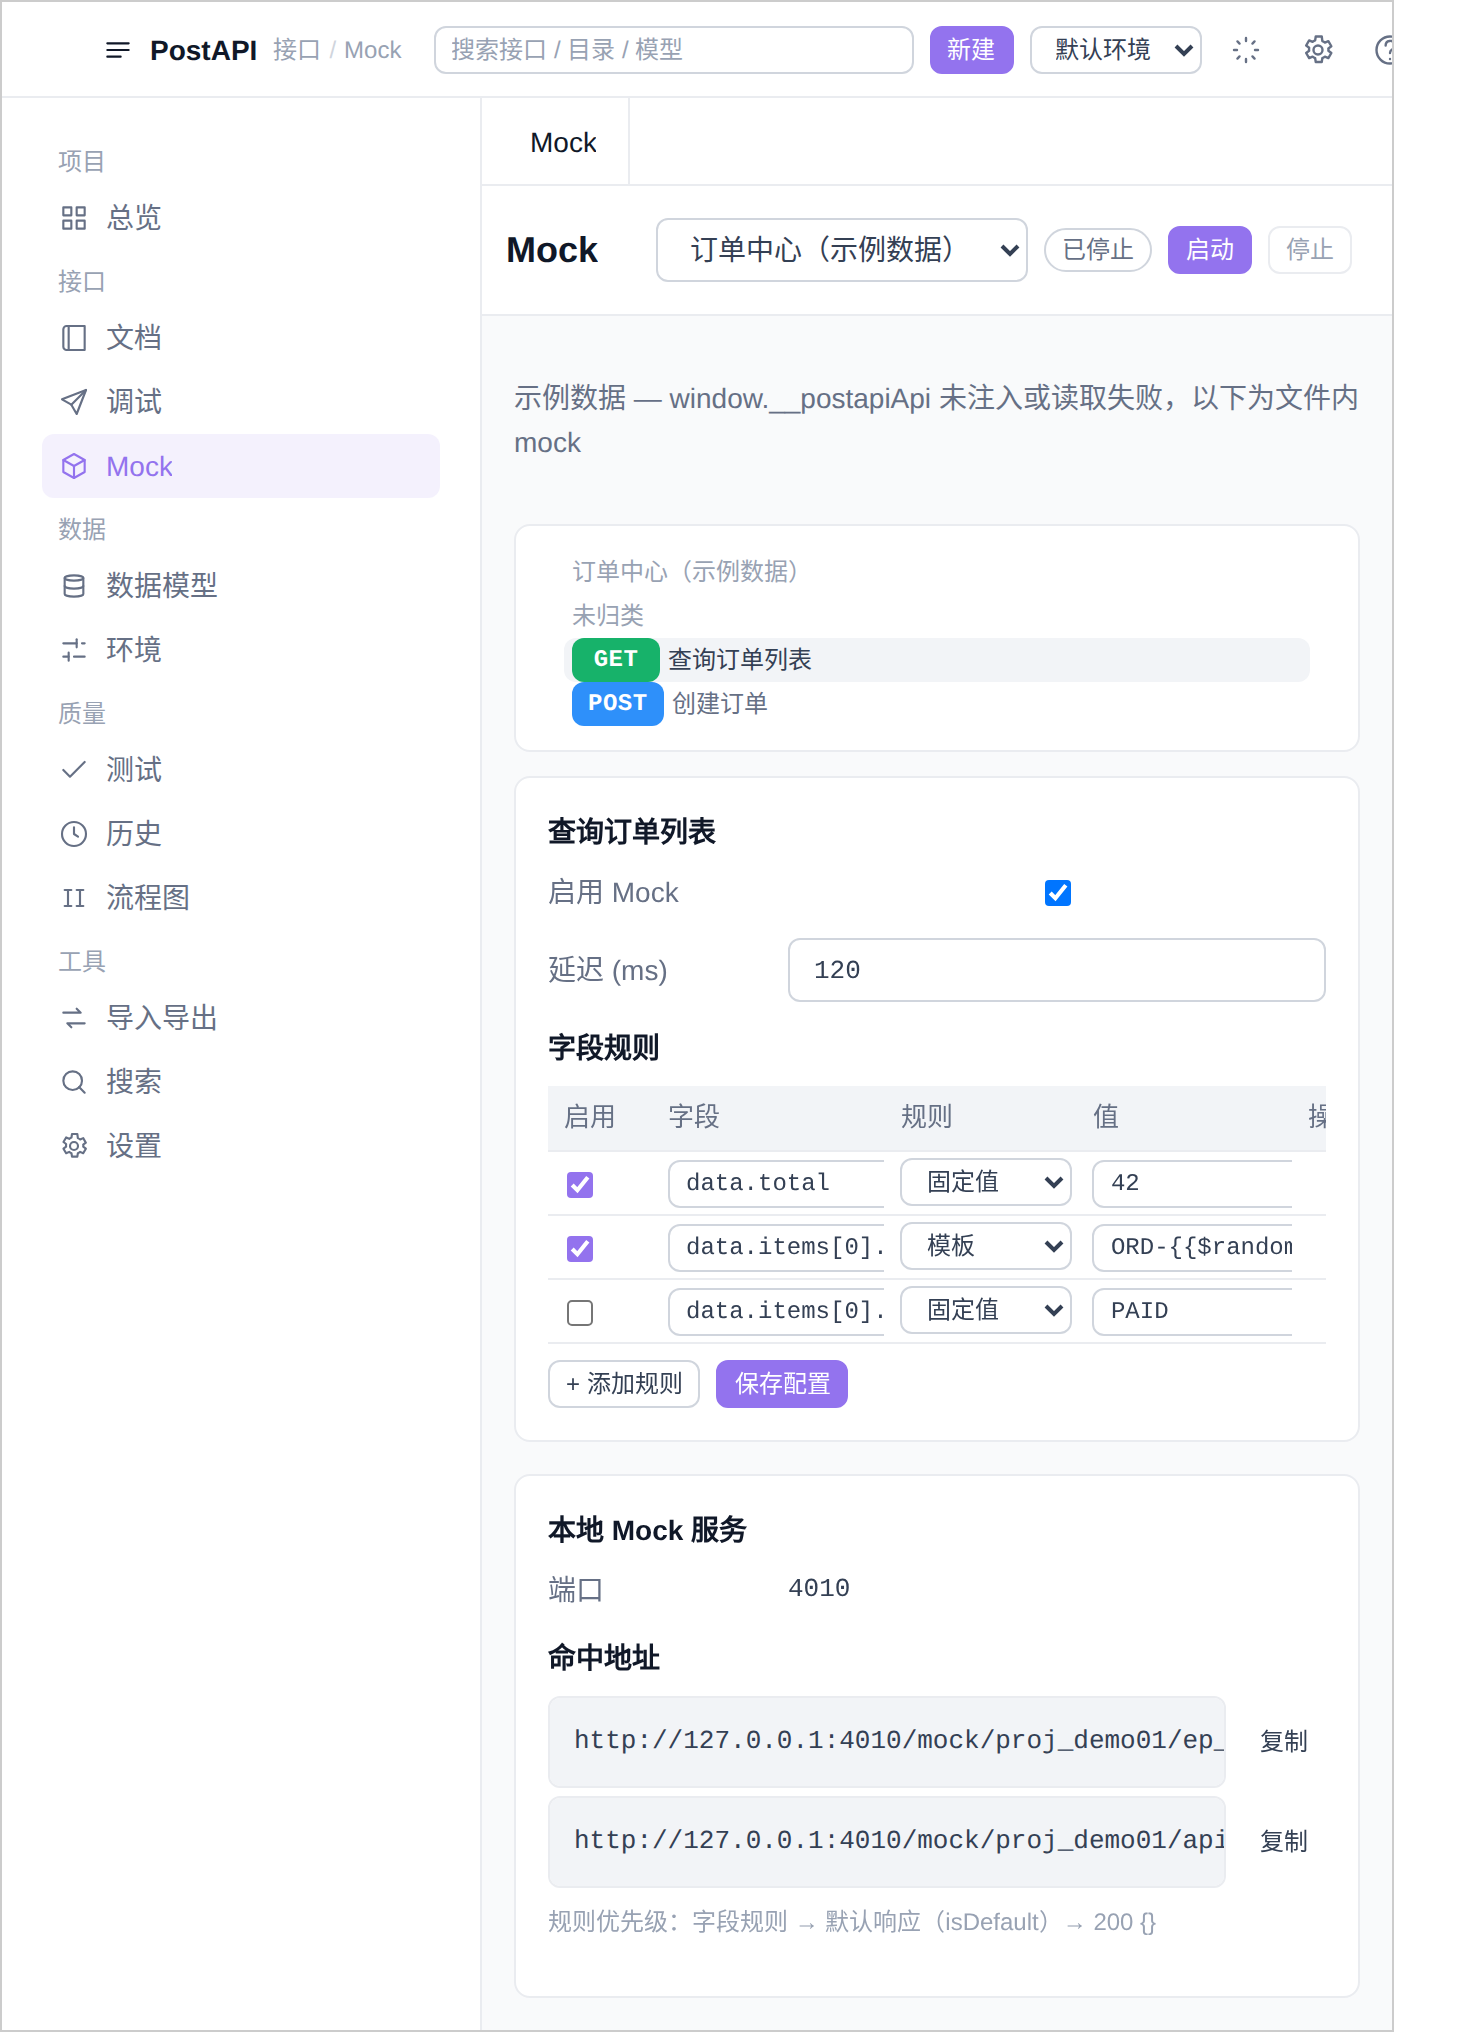 PostAPI 接口 / Mock 搜索接口 / 目录 / 模型 新建 默认环境
项目
总览
接口
文档
调试
Mock
数据
数据模型
环境
质量
测试
历史
流程图
工具
导入导出
搜索
设置
Mock
Mock 订单中心（示例数据） 已停止 启动 停止
示例数据 — window.__postapiApi 未注入或读取失败，以下为文件内
mock
订单中心（示例数据）
未归类
GET 查询订单列表
POST 创建订单
查询订单列表
启用 Mock
延迟 (ms) 120
字段规则
启用 字段 规则 值
data.total 固定值 42
data.items[0]. 模板 ORD-{{$random
data.items[0]. 固定值 PAID
+ 添加规则 保存配置
本地 Mock 服务
端口 4010
命中地址
http://127.0.0.1:4010/mock/proj_demo01/ep_ 复制
http://127.0.0.1:4010/mock/proj_demo01/api 复制
规则优先级：字段规则 → 默认响应（isDefault）→ 200 {}